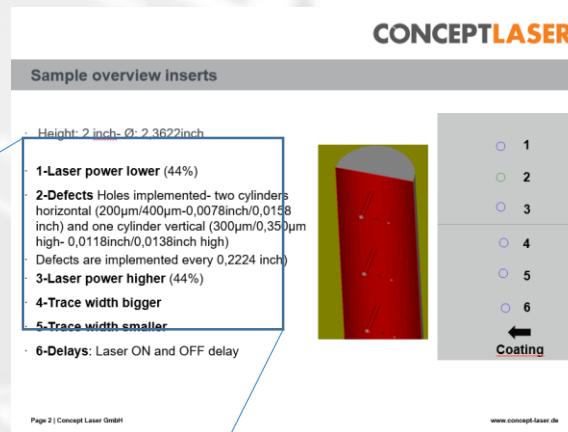 CONCEPTLASER
Sample overview inserts
· Height: 2 inch- Ø: 2,3622inch
· 1-Laser power lower (44%)
· 2-Defects Holes implemented- two cylinders
horizontal (200µm/400µm-0,0078inch/0,0158
inch) and one cylinder vertical (300µm/0,350µm
high- 0,0118inch/0,0138inch high)
· Defects are implemented every 0,2224 inch)
· 3-Laser power higher (44%)
· 4-Trace width bigger
· 5-Trace width smaller
· 6-Delays: Laser ON and OFF delay
1
2
3
4
5
6
Coating
Page 2 | Concept Laser GmbH
www.concept-laser.de